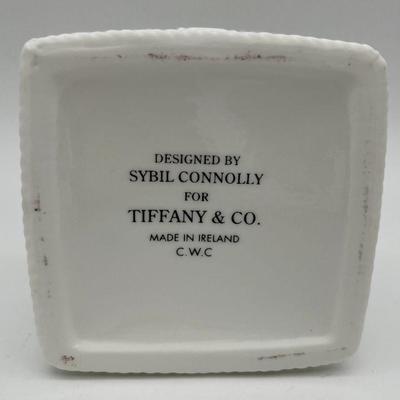 DESIGNED BY
SYBIL CONNOLLY
FOR
TIFFANY & CO.
MADE IN IRELAND
C.W.C